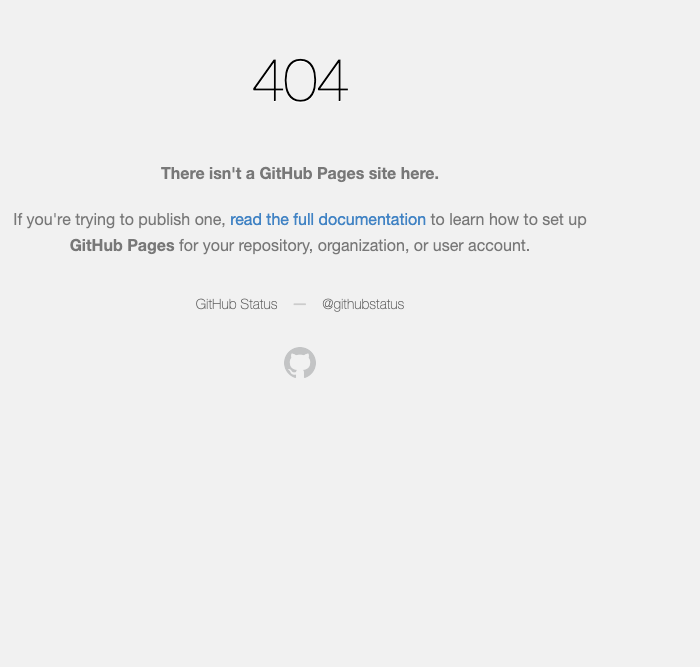 404
There isn't a GitHub Pages site here.
If you're trying to publish one, read the full documentation to learn how to set up
GitHub Pages for your repository, organization, or user account.
GitHub Status — @githubstatus